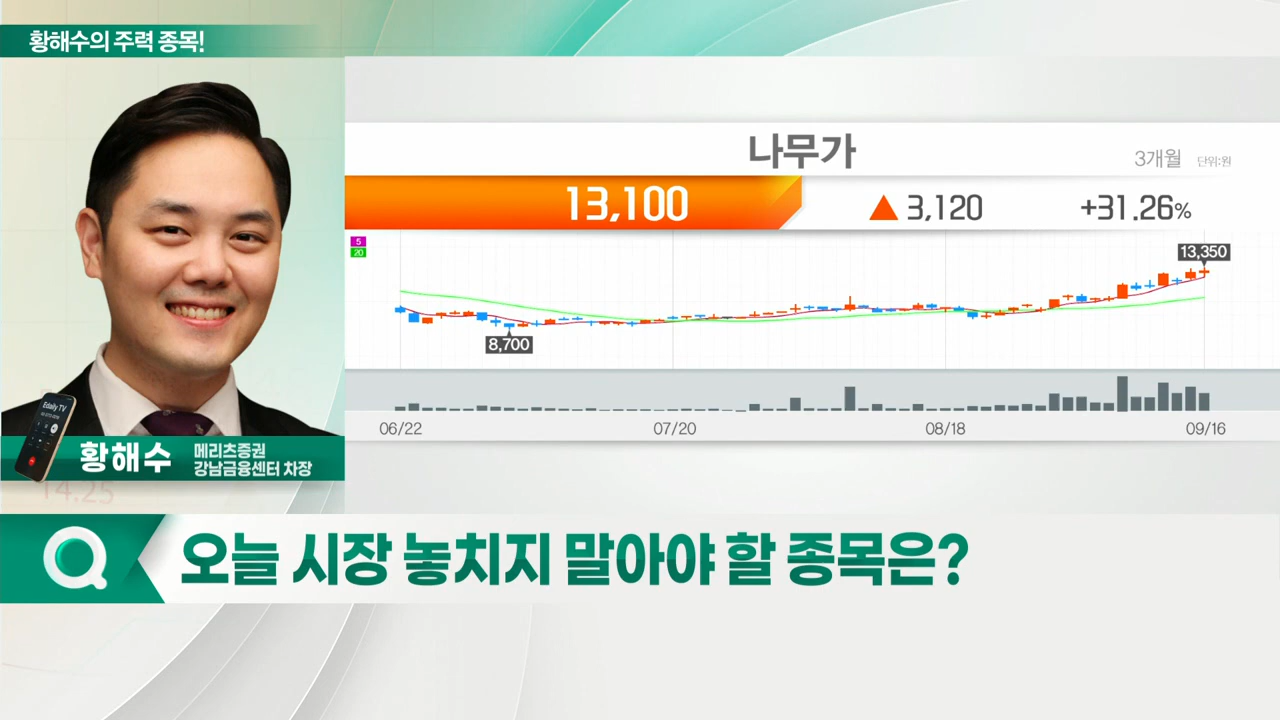 황해수의 주력 종목!
나무가
3개월 단위:원
13,100 ▲ 3,120 +31.26%
5
20
13,350
8,700
06/22 07/20 08/18 09/16
Edaily TV
황해수 메리츠증권
강남금융센터 차장
14.25
오늘 시장 놓치지 말아야 할 종목은?